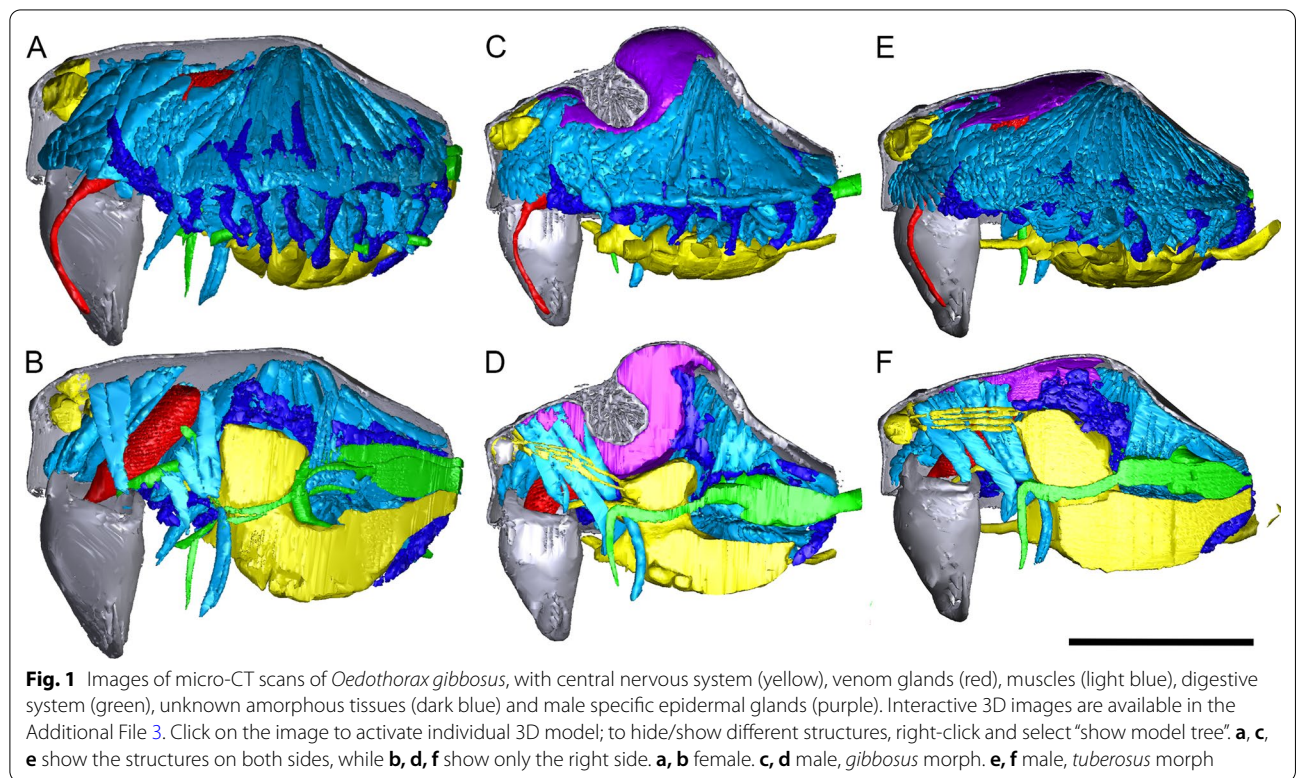 A
C
E
B
D
F
Fig. 1 Images of micro-CT scans of Oedothorax gibbosus, with central nervous system (yellow), venom glands (red), muscles (light blue), digestive
system (green), unknown amorphous tissues (dark blue) and male specific epidermal glands (purple). Interactive 3D images are available in the
Additional File 3. Click on the image to activate individual 3D model; to hide/show different structures, right-click and select “show model tree”. a, c,
e show the structures on both sides, while b, d, f show only the right side. a, b female. c, d male, gibbosus morph. e, f male, tuberosus morph